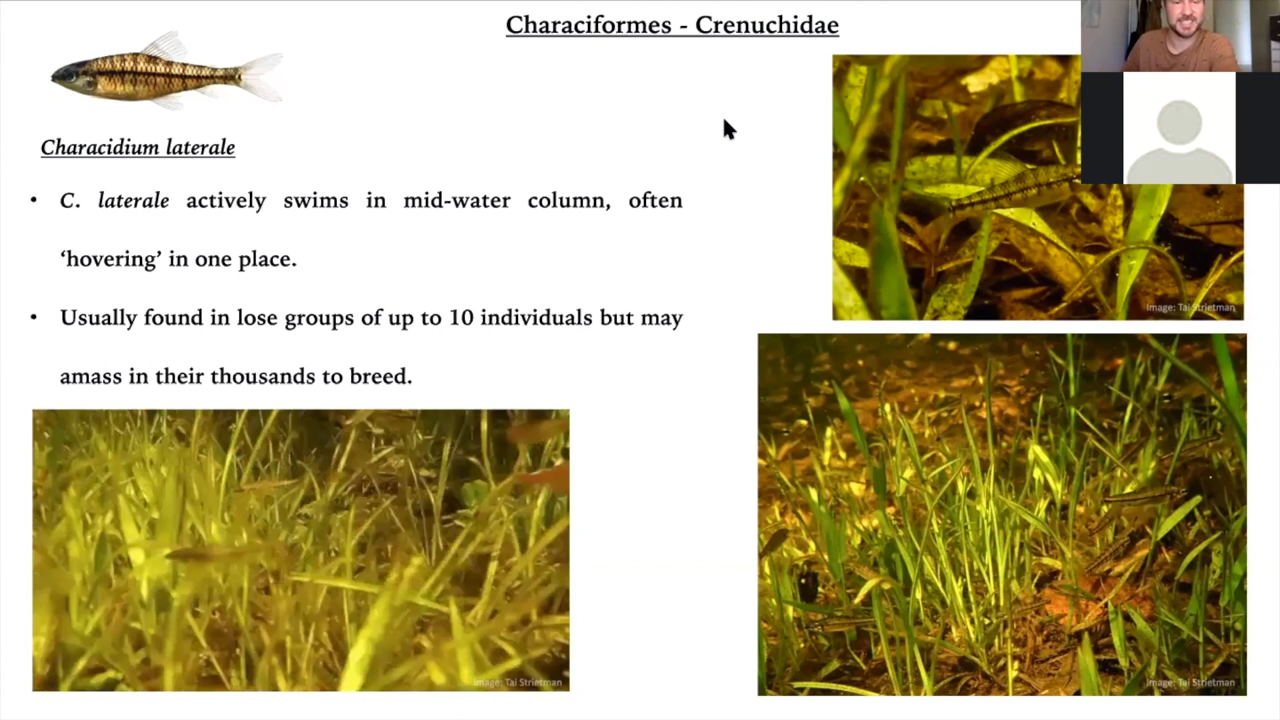 Characiformes - Crenuchidae
Characidium laterale
• C. laterale actively swims in mid-water column, often
‘hovering’ in one place.
• Usually found in lose groups of up to 10 individuals but may
amass in their thousands to breed.
Image: Tai Strietman
Image: Tai Strietman
Image: Tai Strietman